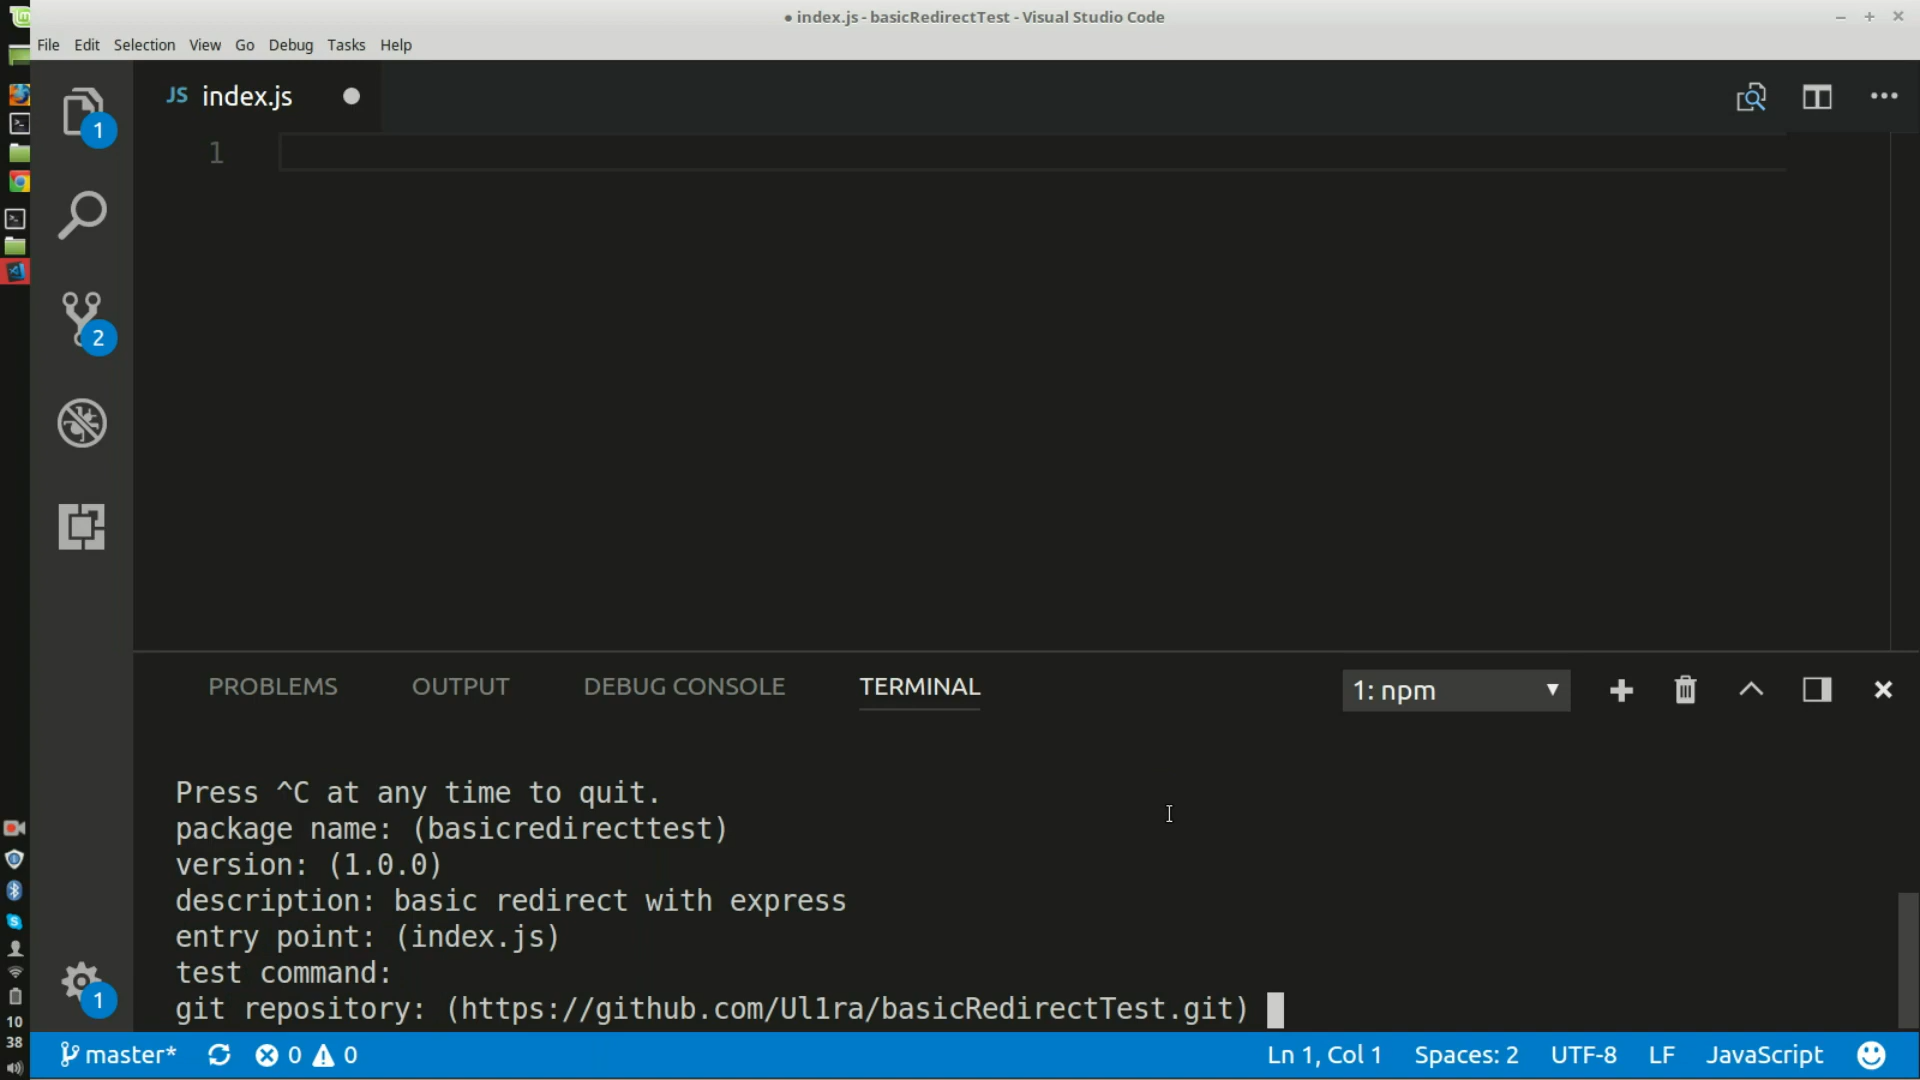 ● index.js - basicRedirectTest - Visual Studio Code
File Edit Selection View Go Debug Tasks Help
JS index.js
1
1
2
PROBLEMS OUTPUT DEBUG CONSOLE TERMINAL 1: npm
Press ^C at any time to quit.
package name: (basicredirecttest)
version: (1.0.0)
description: basic redirect with express
entry point: (index.js)
test command:
git repository: (https://github.com/Ul1ra/basicRedirectTest.git)
1
10
38
master* 0 0 Ln 1, Col 1 Spaces: 2 UTF-8 LF JavaScript